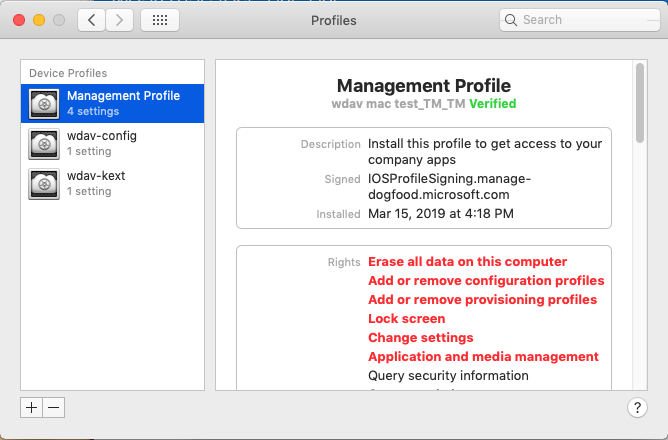 Profiles
Search
Device Profiles
Management Profile
4 settings
wdav-config
1 setting
wdav-kext
1 setting
Management Profile
wdav mac test_TM_TM Verified
Description Install this profile to get access to your
company apps
Signed IOSProfileSigning.manage-
dogfood.microsoft.com
Installed Mar 15, 2019 at 4:18 PM
Rights Erase all data on this computer
Add or remove configuration profiles
Add or remove provisioning profiles
Lock screen
Change settings
Application and media management
Query security information
+ −
?